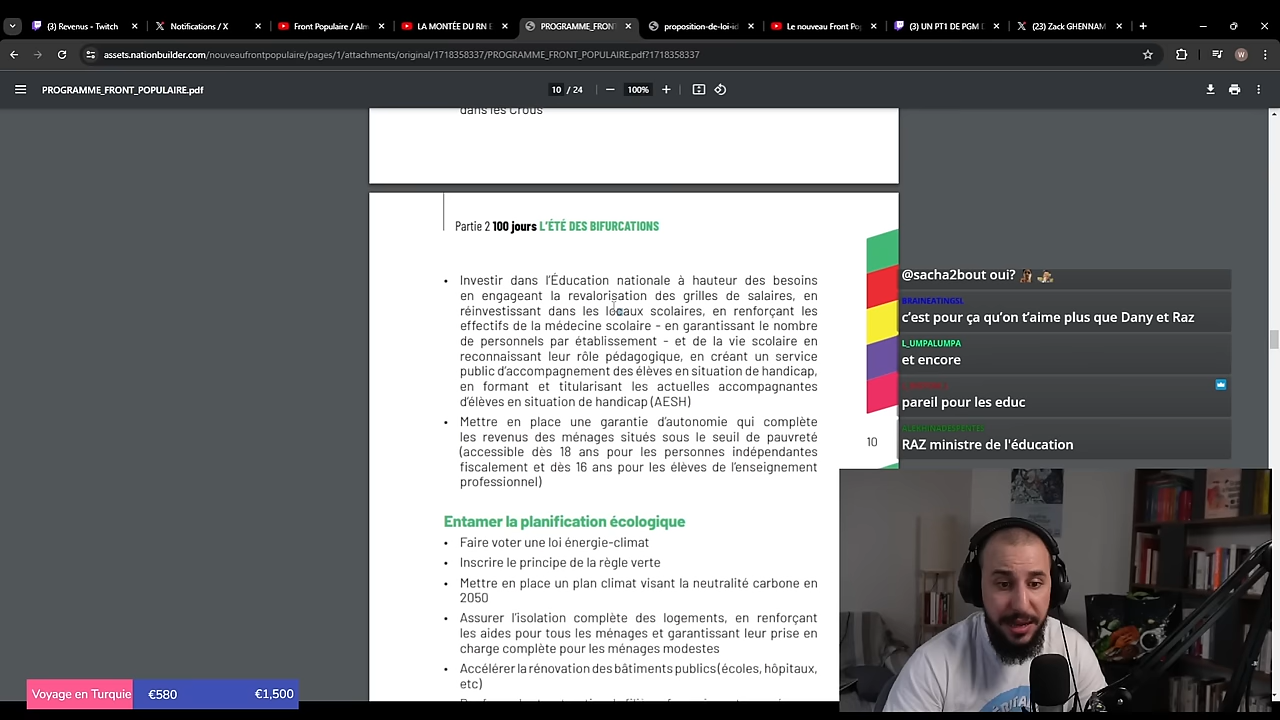 (3) Revenus - Twitch
(3) Notifications / X
Front Populaire / Alm
LA MONTÉE DU RN E
PROGRAMME_FRONT
proposition-de-loi-id
Le nouveau Front Po
(3) UN PT1 DE PGM D
(23) Zack GHENNAM
assets.nationbuilder.com/nouveaufrontpopulaire/pages/1/attachments/original/1718358337/PROGRAMME_FRONT_POPULAIRE.pdf?1718358337
W
PROGRAMME_FRONT_POPULAIRE.pdf
10 / 24
100%
dans les Crous
Partie 2 100 jours L'ÉTÉ DES BIFURCATIONS
• Investir dans l'Éducation nationale à hauteur des besoins
en engageant la revalorisation des grilles de salaires, en
réinvestissant dans les locaux scolaires, en renforçant les
effectifs de la médecine scolaire - en garantissant le nombre
de personnels par établissement - et de la vie scolaire en
reconnaissant leur rôle pédagogique, en créant un service
public d'accompagnement des élèves en situation de handicap,
en formant et titularisant les actuelles accompagnantes
d'élèves en situation de handicap (AESH)
• Mettre en place une garantie d'autonomie qui complète
les revenus des ménages situés sous le seuil de pauvreté
(accessible dès 18 ans pour les personnes indépendantes
fiscalement et dès 16 ans pour les élèves de l'enseignement
professionnel)
10
Entamer la planification écologique
• Faire voter une loi énergie-climat
• Inscrire le principe de la règle verte
• Mettre en place un plan climat visant la neutralité carbone en
2050
• Assurer l'isolation complète des logements, en renforçant
les aides pour tous les ménages et garantissant leur prise en
charge complète pour les ménages modestes
• Accélérer la rénovation des bâtiments publics (écoles, hôpitaux,
etc)
@sacha2bout oui?
BRAINEATINGSL
c'est pour ça qu'on t'aime plus que Dany et Raz
L_UMPALUMPA
et encore
pareil pour les educ
RAZ ministre de l'éducation
Voyage en Turquie
€580
€1,500